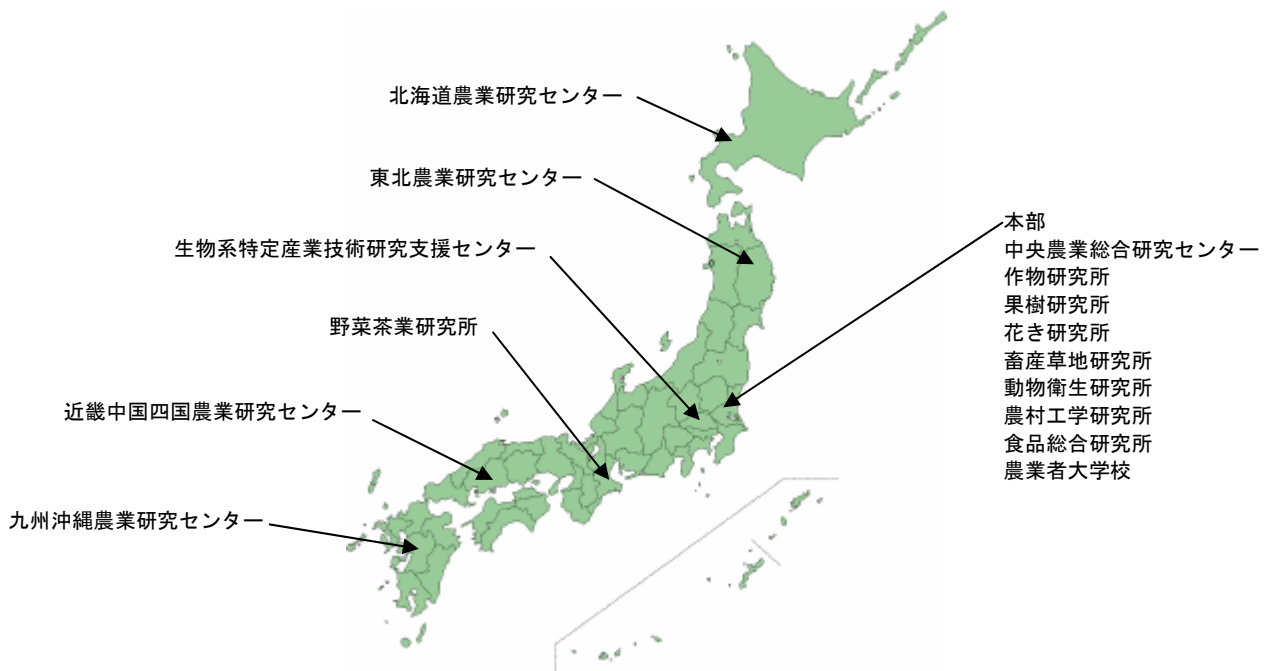 北海道農業研究センター
東北農業研究センター
生物系特定産業技術研究支援センター
野菜茶業研究所
近畿中国四国農業研究センター
九州沖縄農業研究センター
本部
中央農業総合研究センター
作物研究所
果樹研究所
花き研究所
畜産草地研究所
動物衛生研究所
農村工学研究所
食品総合研究所
農業者大学校